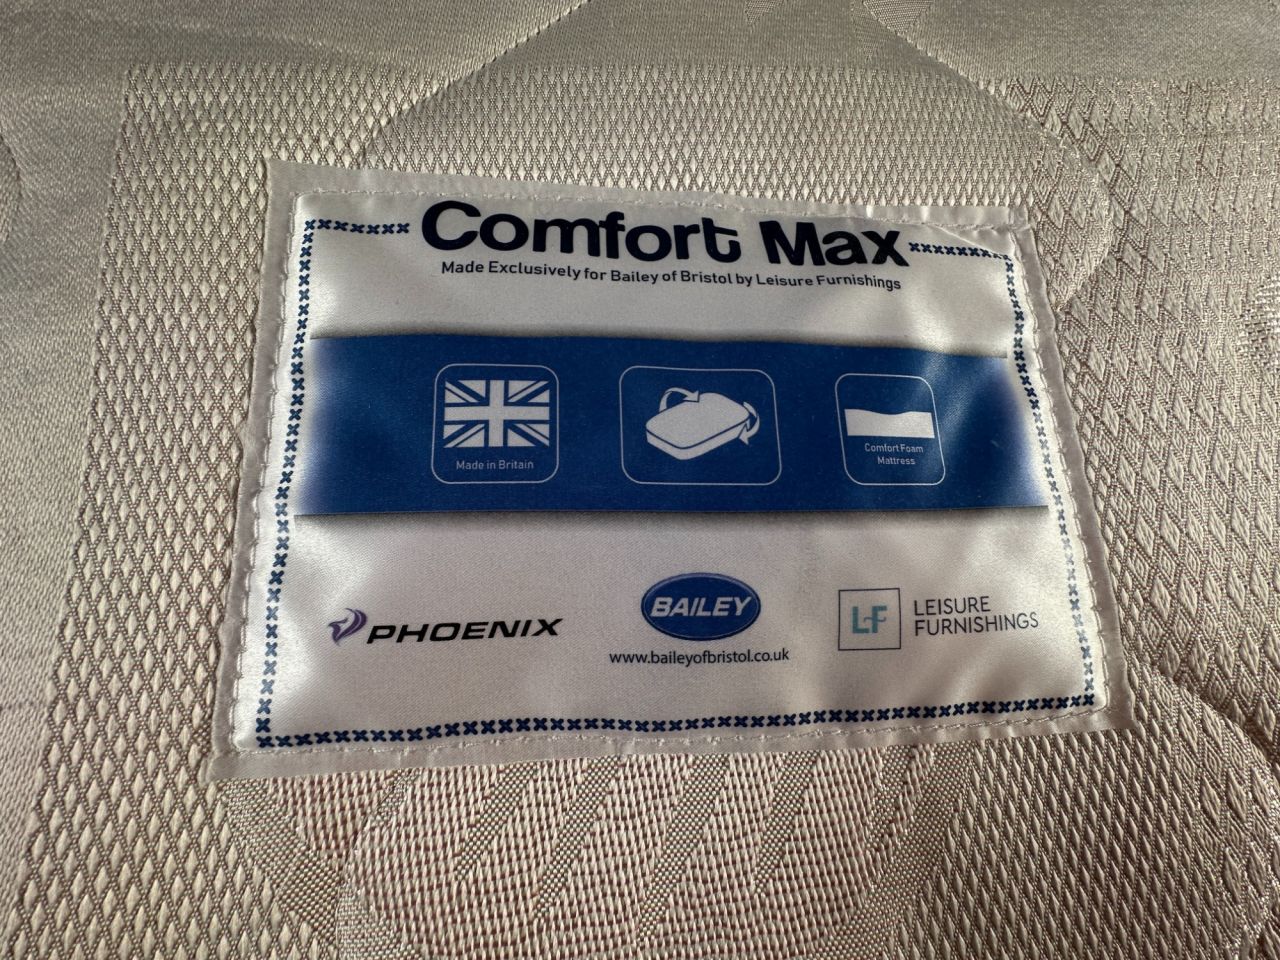 Comfort Max
Made Exclusively for Bailey of Bristol by Leisure Furnishings
Made in Britain
Comfort Foam
Mattress
PHOENIX
BAILEY
www.baileyofbristol.co.uk
LF
LEISURE
FURNISHINGS